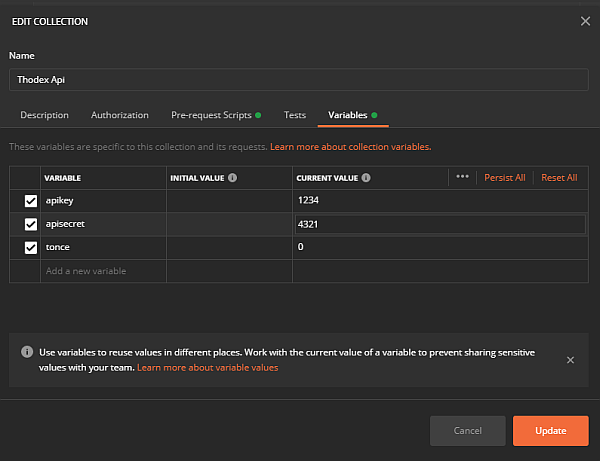 EDIT COLLECTION
Name
Thodex Api
Description Authorization Pre-request Scripts Tests Variables
These variables are specific to this collection and its requests. Learn more about collection variables.
VARIABLE INITIAL VALUE CURRENT VALUE ••• Persist All Reset All
apikey 1234
apisecret 4321
tonce 0
Add a new variable
Use variables to reuse values in different places. Work with the current value of a variable to prevent sharing sensitive
values with your team. Learn more about variable values
Cancel Update